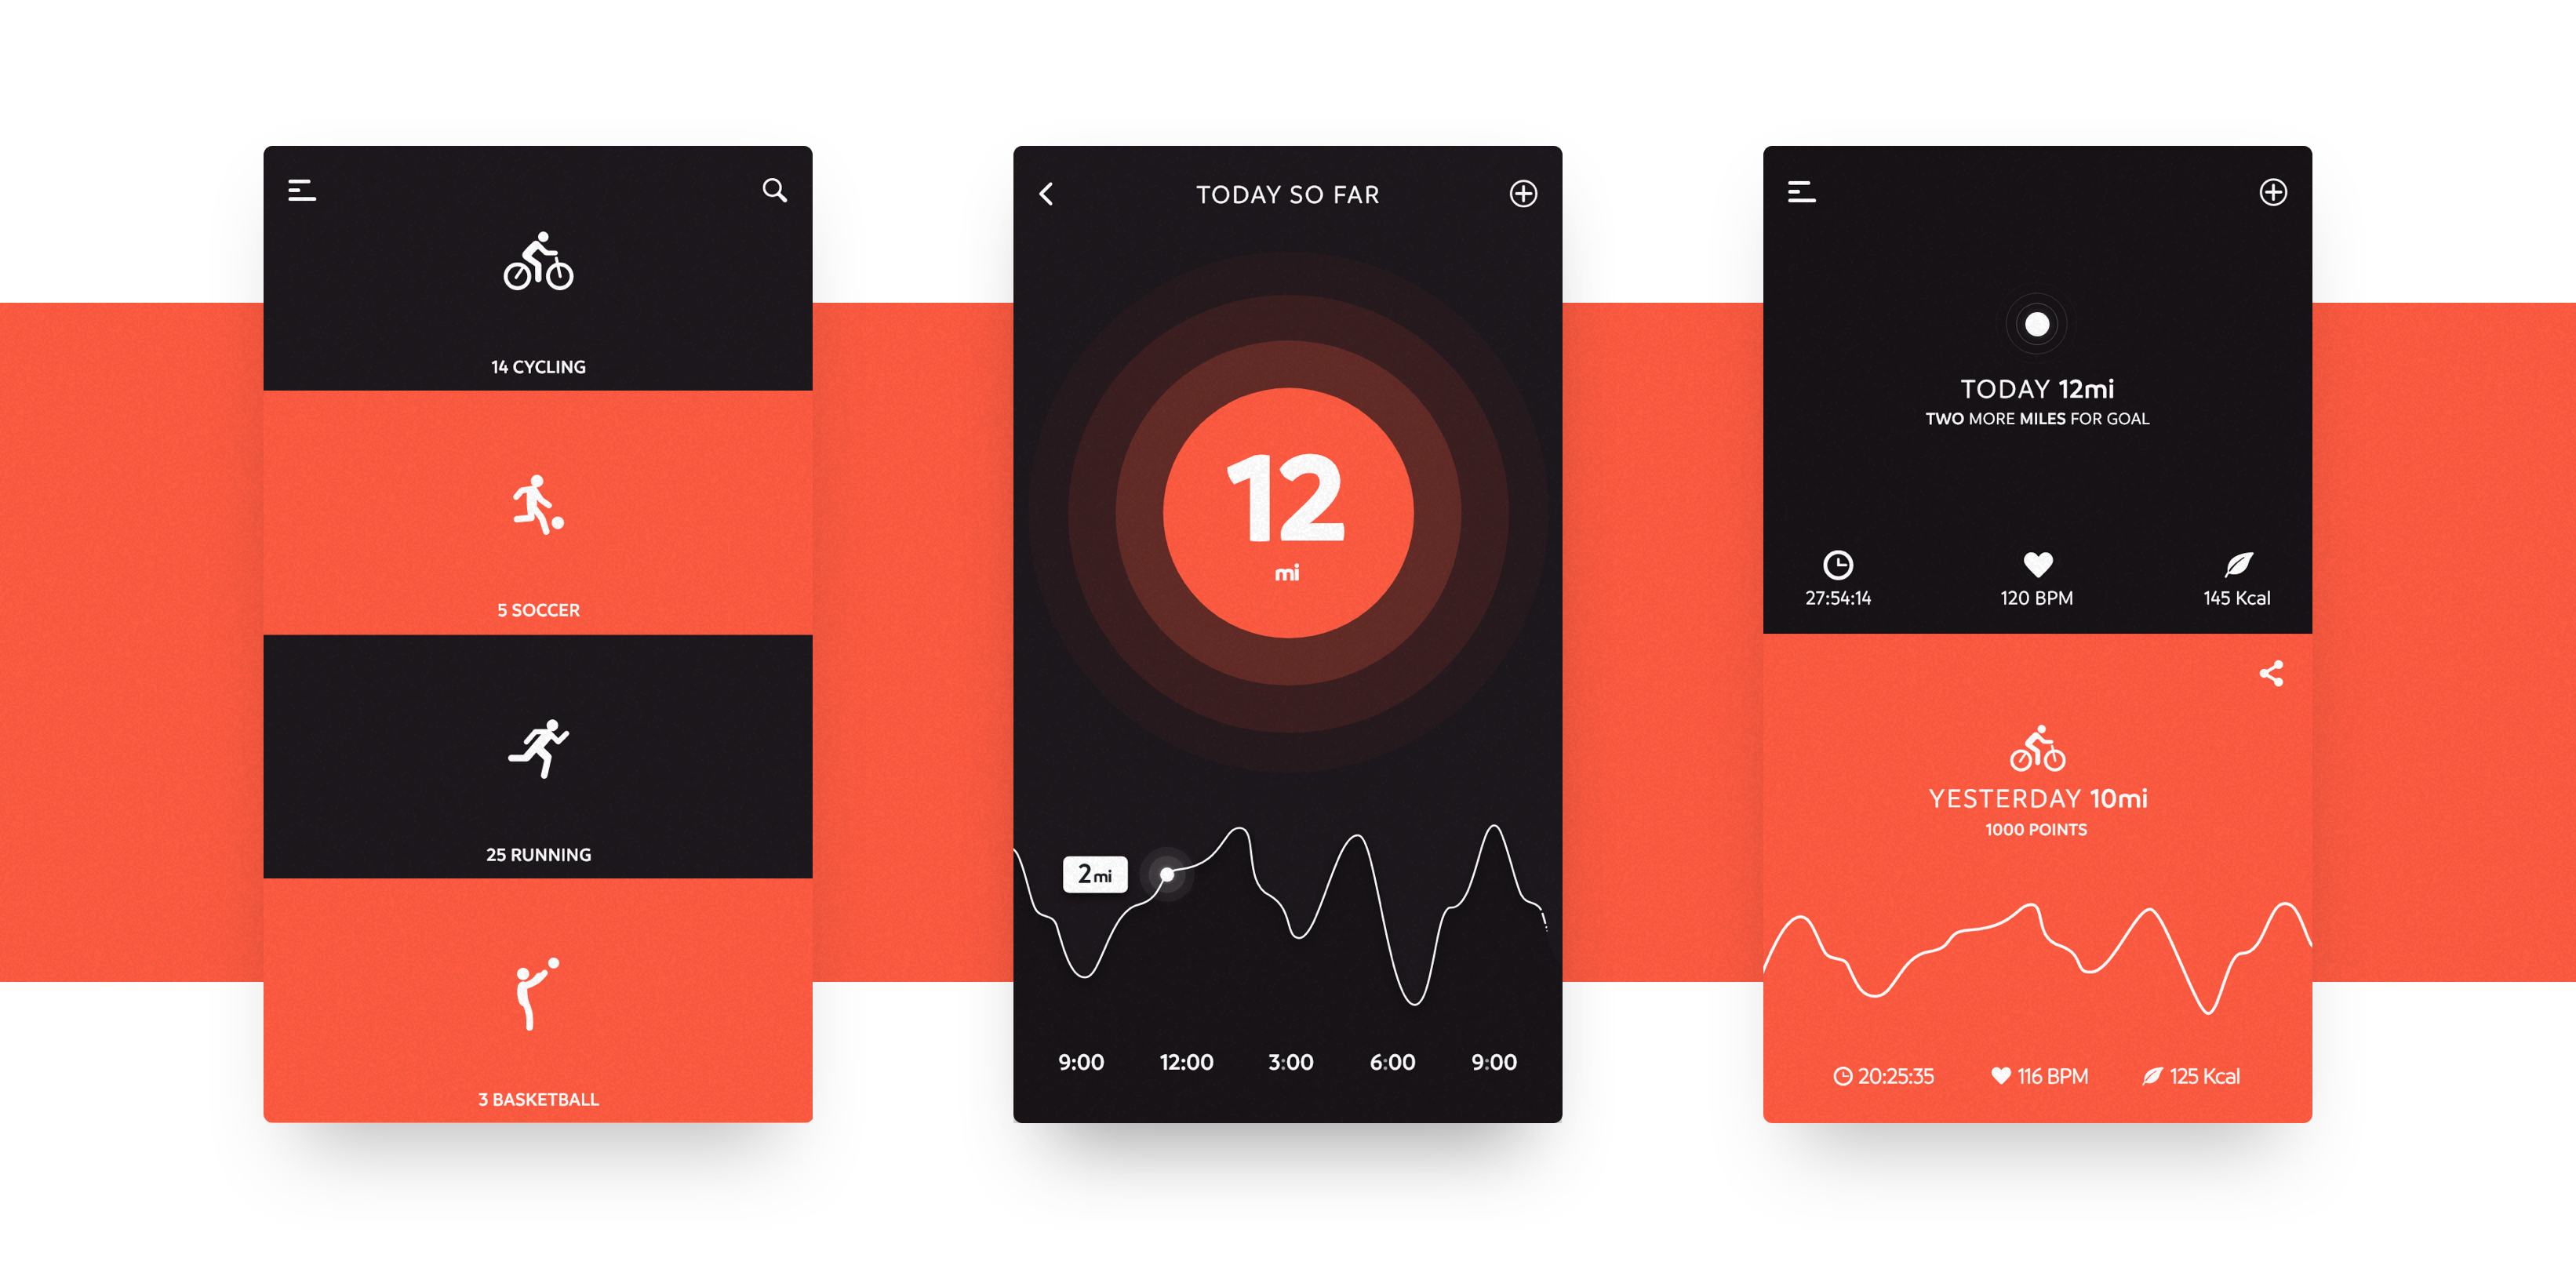 14 CYCLING
5 SOCCER
25 RUNNING
3 BASKETBALL
TODAY SO FAR
12
mi
2 mi
9:00 12:00 3:00 6:00 9:00
TODAY 12mi
TWO MORE MILES FOR GOAL
27:54:14 120 BPM 145 Kcal
YESTERDAY 10mi
1000 POINTS
20:25:35 116 BPM 125 Kcal